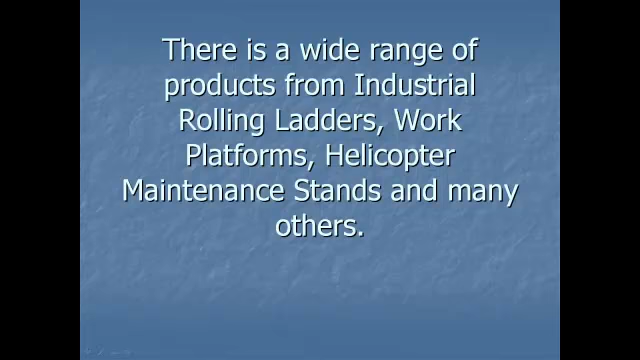 There is a wide range of
products from Industrial
Rolling Ladders, Work
Platforms, Helicopter
Maintenance Stands and many
others.